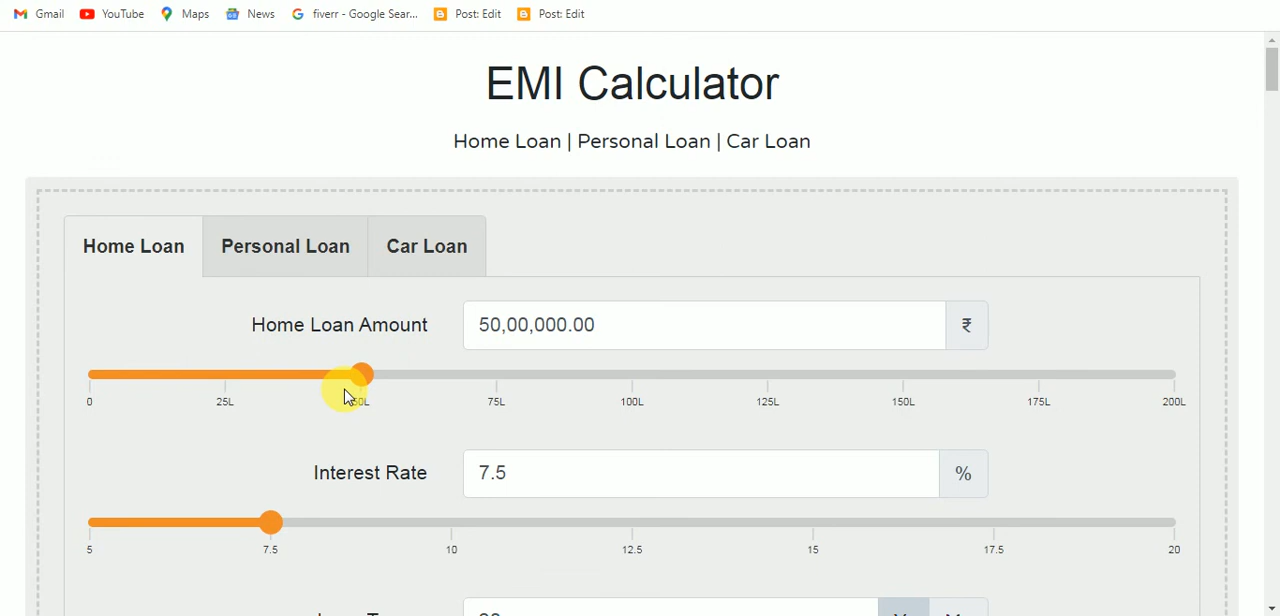 Gmail YouTube Maps News fiverr - Google Sear... Post: Edit Post: Edit
EMI Calculator
Home Loan | Personal Loan | Car Loan
Home Loan Personal Loan Car Loan
Home Loan Amount 50,00,000.00 ₹
0 25L 50L 75L 100L 125L 150L 175L 200L
Interest Rate 7.5 %
5 7.5 10 12.5 15 17.5 20